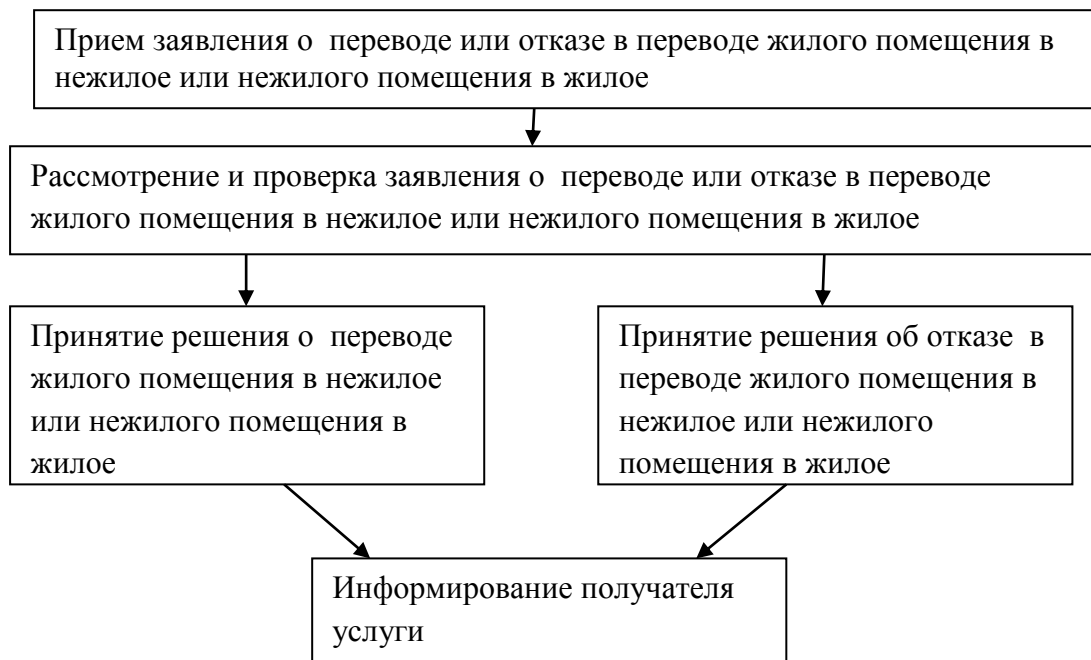 Прием заявления о  переводе или отказе в переводе жилого помещения в
нежилое или нежилого помещения в жилое
Рассмотрение и проверка заявления о  переводе или отказе в переводе
жилого помещения в нежилое или нежилого помещения в жилое
Принятие решения о  переводе
жилого помещения в нежилое
или нежилого помещения в
жилое
Принятие решения об отказе  в
переводе жилого помещения в
нежилое или нежилого
помещения в жилое
Информирование получателя
услуги